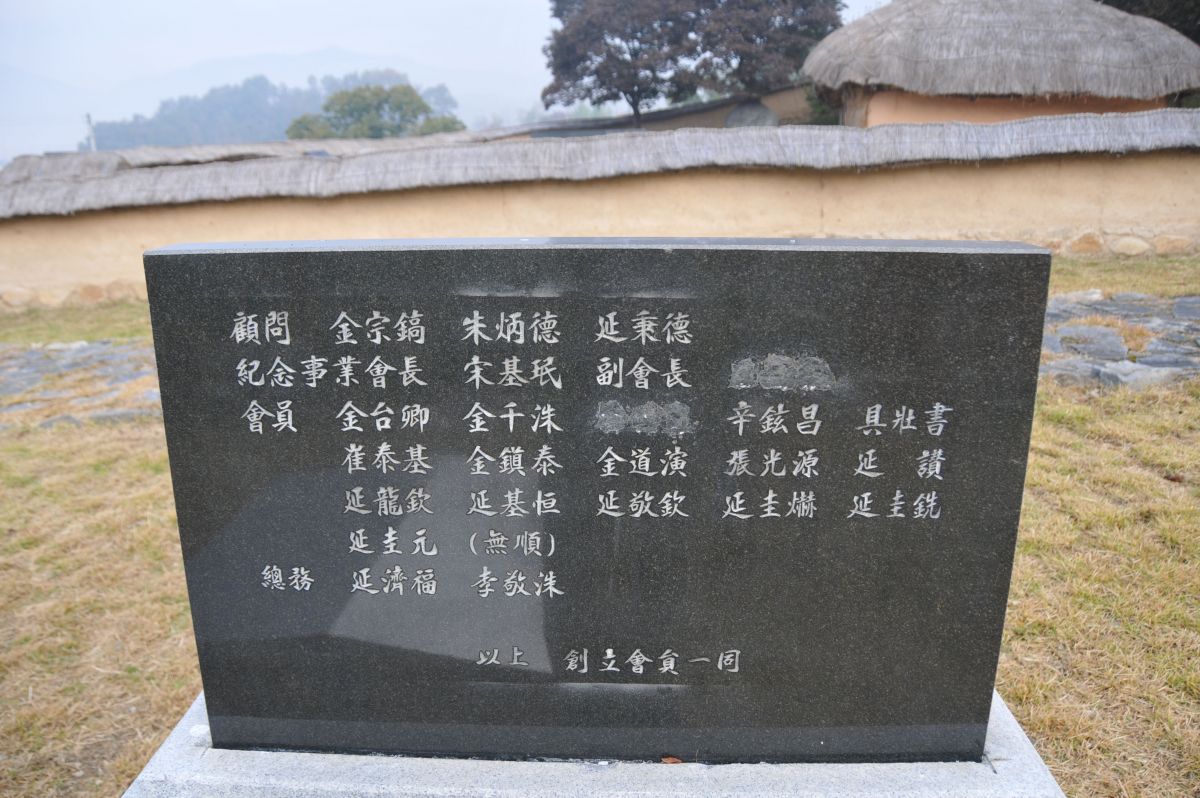 顧問 金宗鎬 朱炳德 延秉德
紀念事業會長 宋基珉 副會長
會員 金台卿 金千洙 辛鉉昌 具壯書
崔泰基 金鎭泰 金道演 張光源 延 讃
延龍欽 延基恒 延敬欽 延圭爀 延圭銑
延圭元 (無順)
總務 延濟福 李敬洙
以上 創立會員一同